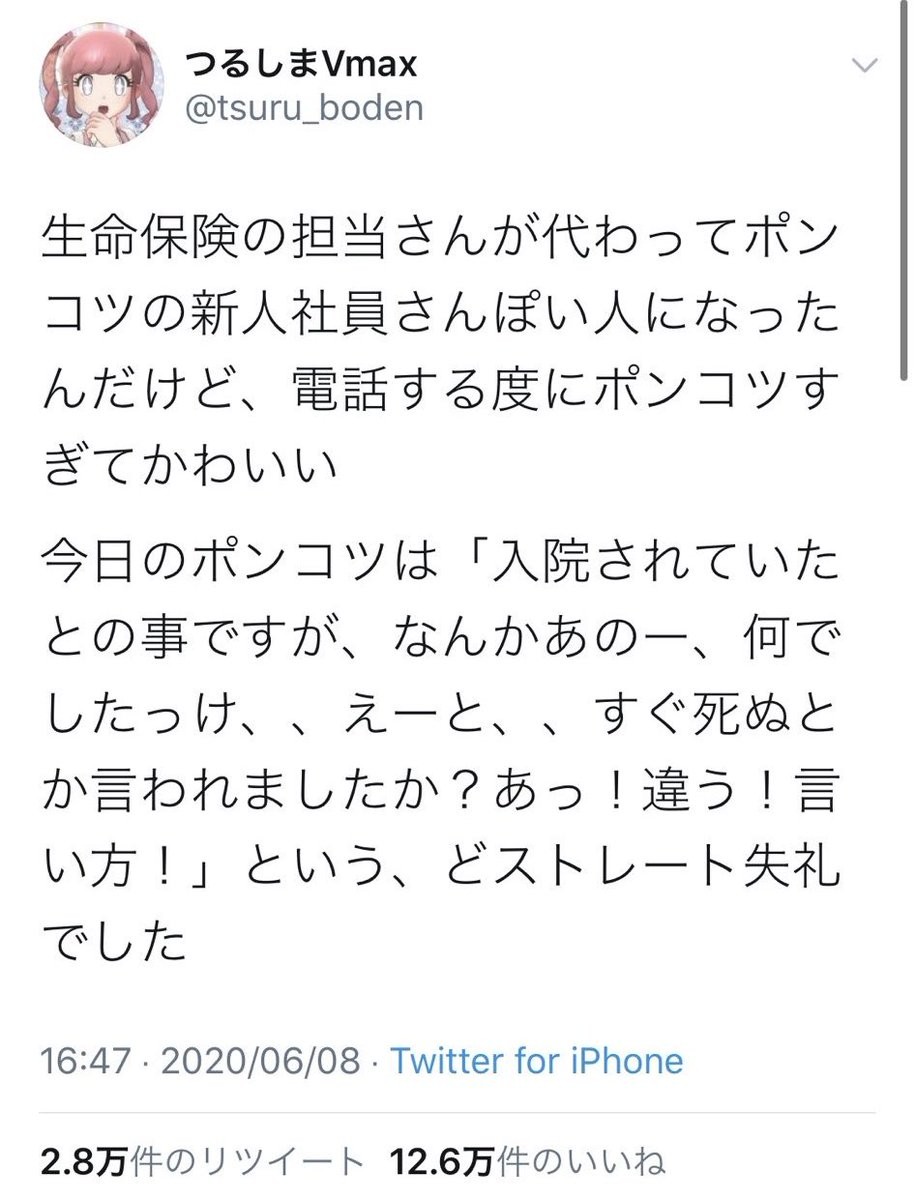 つるしまVmax
@tsuru_boden
生命保険の担当さんが代わってポン
コツの新人社員さんぽい人になった
んだけど、電話する度にポンコツす
ぎてかわいい
今日のポンコツは「入院されていた
との事ですが、なんかあのー、何で
したっけ、、えーと、、すぐ死ぬと
か言われましたか？あっ！違う！言
い方！」という、どストレート失礼
でした
16:47 · 2020/06/08 · Twitter for iPhone
2.8万件のリツイート 12.6万件のいいね